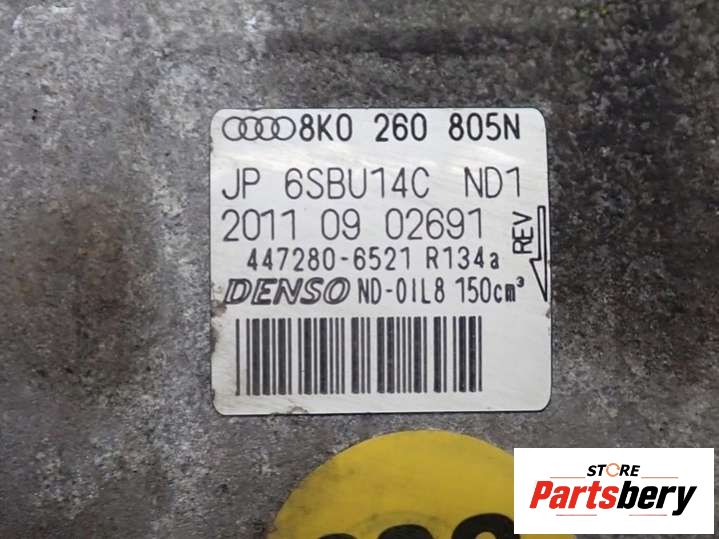 8K0 260 805N
JP 6SBU14C ND1
2011 09 02691
REV
447280-6521 R134a
DENSO ND-OIL8 150cm³
STORE
Partsbery